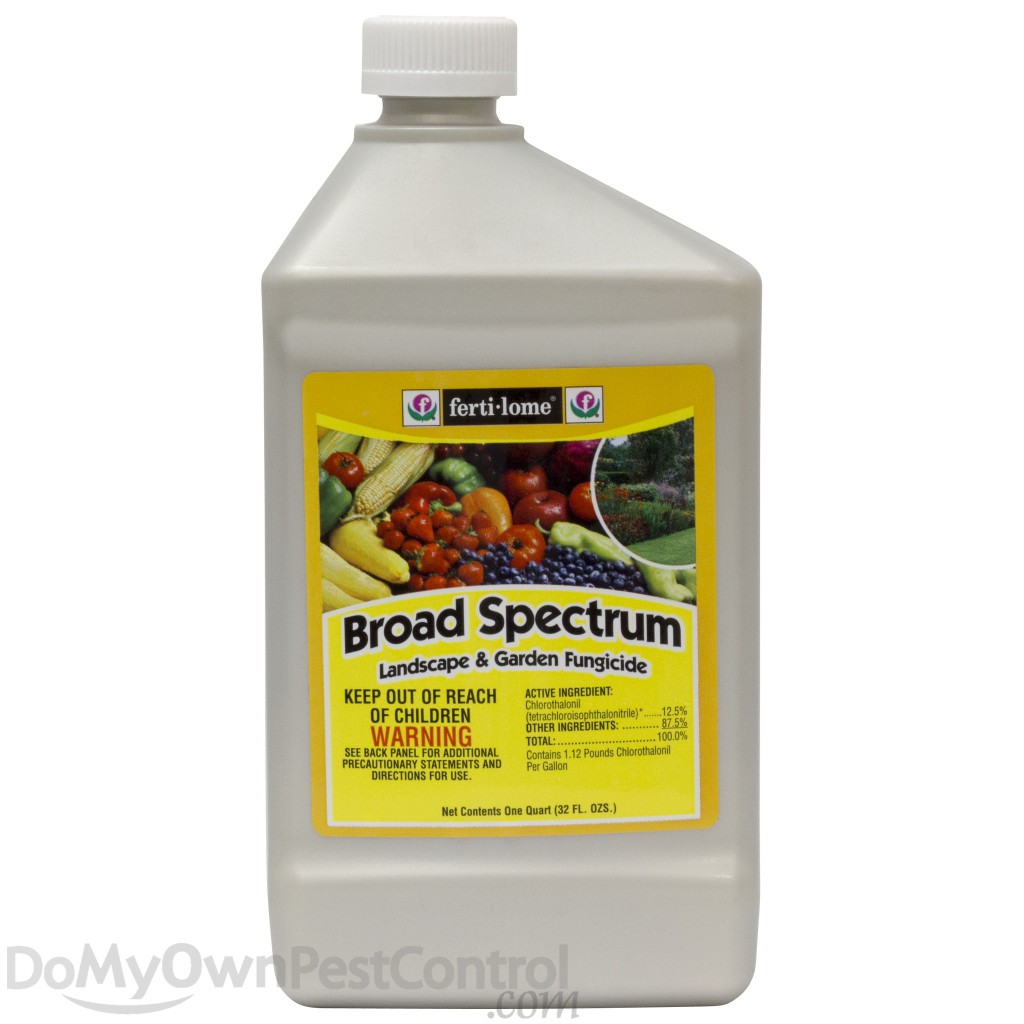 f ferti·lome® f
Broad Spectrum
Landscape & Garden Fungicide
KEEP OUT OF REACH
OF CHILDREN
WARNING
SEE BACK PANEL FOR ADDITIONAL
PRECAUTIONARY STATEMENTS AND
DIRECTIONS FOR USE.
ACTIVE INGREDIENT:
Chlorothalonil
(tetrachloroisophthalonitrile)*......12.5%
OTHER INGREDIENTS: ........... 87.5%
TOTAL:.............................100.0%
Contains 1.12 Pounds Chlorothalonil
Per Gallon
Net Contents One Quart (32 FL. OZS.)
DoMyOwnPestControl
.com